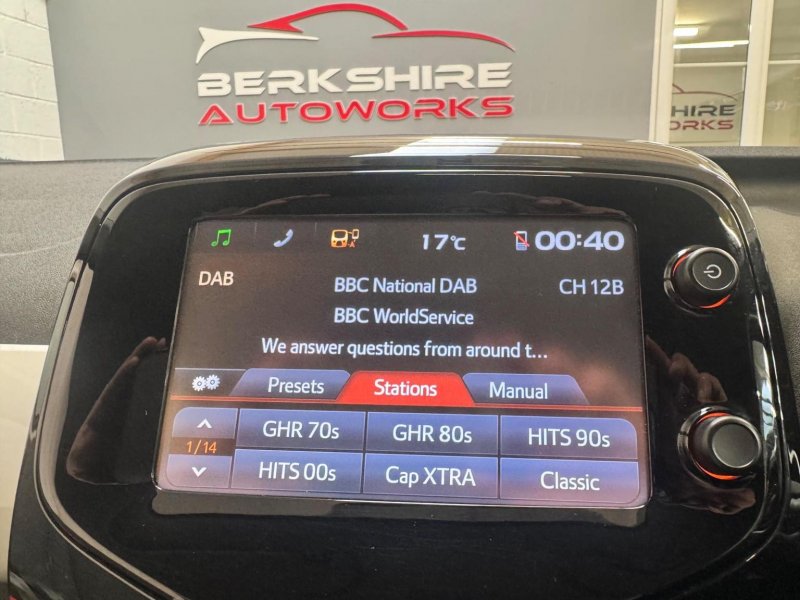 BERKSHIRE
AUTOWORKS
HIRE
ORKS
17°C
00:40
DAB
BBC National DAB
CH 12B
BBC WorldService
We answer questions from around t...
Presets
Stations
Manual
1/14
GHR 70s
GHR 80s
HITS 90s
HITS 00s
Cap XTRA
Classic